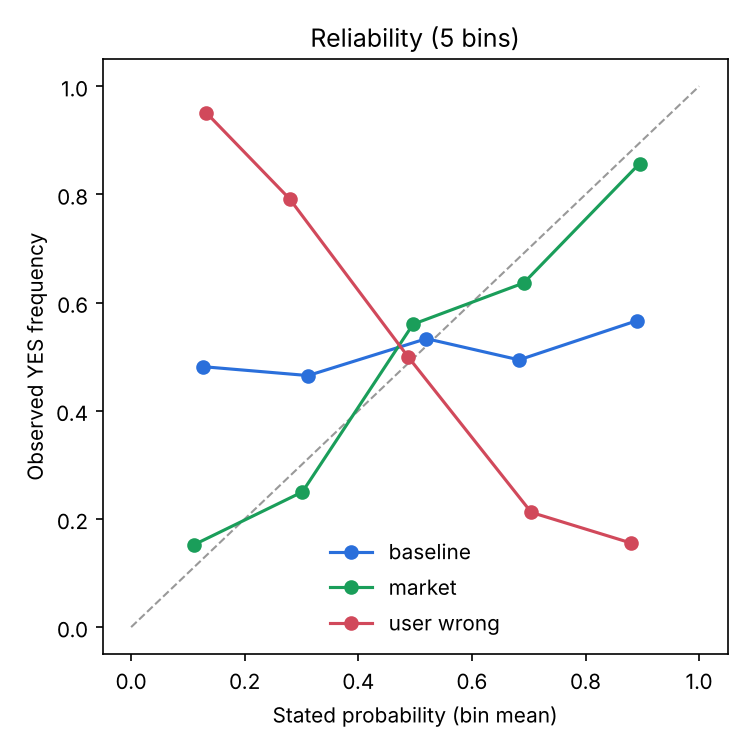 Reliability (5 bins)
Observed YES frequency
1.0
0.8
0.6
0.4
0.2
0.0
baseline
market
user wrong
0.0 0.2 0.4 0.6 0.8 1.0
Stated probability (bin mean)